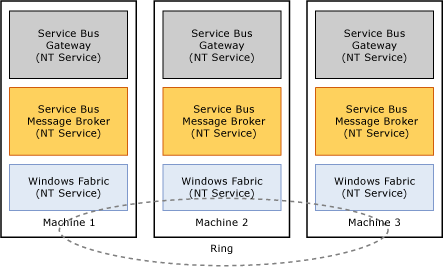 Service Bus
Gateway
(NT Service)
Service Bus
Message Broker
(NT Service)
Windows Fabric
(NT Service)
Machine 1
Service Bus
Gateway
(NT Service)
Service Bus
Message Broker
(NT Service)
Windows Fabric
(NT Service)
Machine 2
Service Bus
Gateway
(NT Service)
Service Bus
Message Broker
(NT Service)
Windows Fabric
(NT Service)
Machine 3
Ring